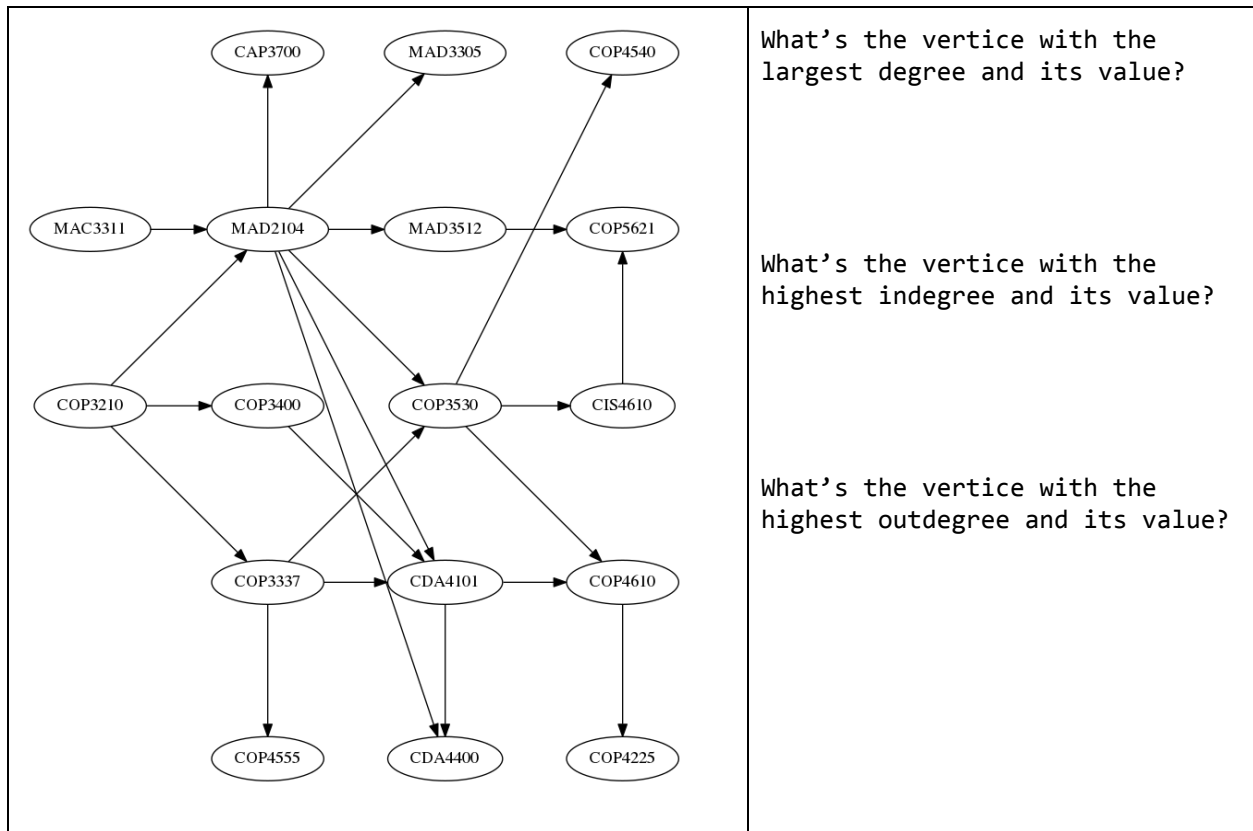 CAP3700 MAD3305 COP4540
MAC3311 MAD2104 MAD3512 COP5621
COP3210 COP3400 COP3530 CIS4610
COP3337 CDA4101 COP4610
COP4555 CDA4400 COP4225
What’s the vertice with the
largest degree and its value?
What’s the vertice with the
highest indegree and its value?
What’s the vertice with the
highest outdegree and its value?